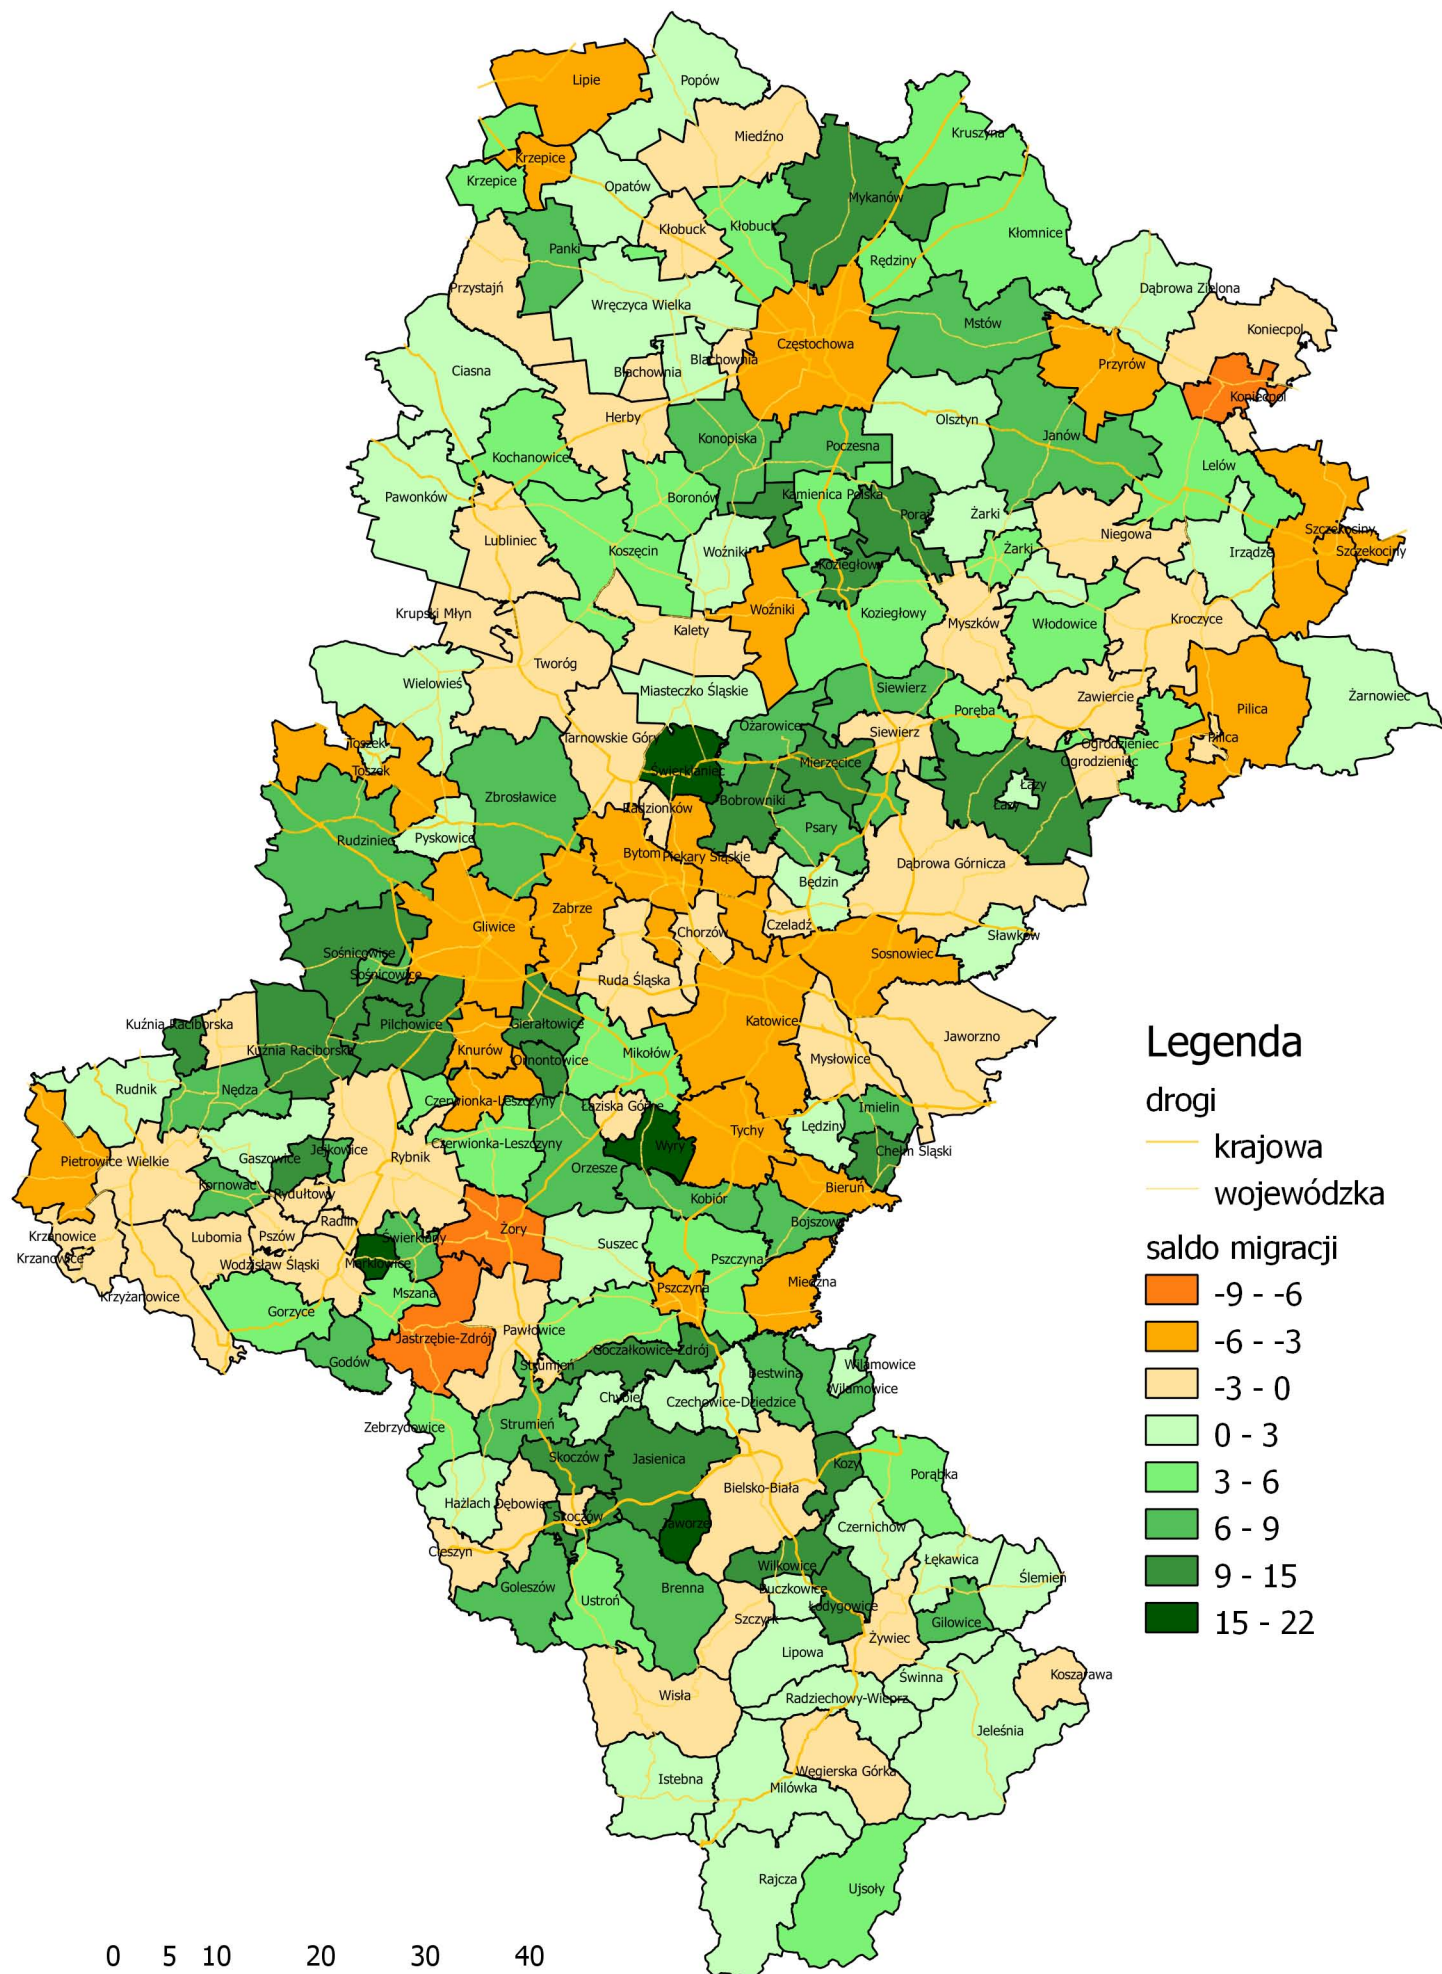 Lipie
Popów
Miedźno
Kruszyna
Krzepice
Krzepice
Opatów
Mykanów
Kłobuck
Kłobuck
Kłomnice
Panki
Rędziny
Przystajń
Wręczyca Wielka
Dąbrowa Zielona
Mstów
Koniecpol
Częstochowa
Blachownia
Blachownia
Przyrów
Ciasna
Koniecpol
Herby
Olsztyn
Konopiska
Poczesna
Janów
Kochanowice
Lelów
Pawonków
Boronów
Kamienica Polska
Poraj
Żarki
Szczekociny
Szczekociny
Niegowa
Lubliniec
Koszęcin
Woźniki
Żarki
Irządze
Koziegłowy
Krupski Młyn
Woźniki
Koziegłowy
Myszków
Włodowice
Kroczyce
Kalety
Tworóg
Wielowieś
Miasteczko Śląskie
Siewierz
Zawiercie
Żarnowiec
Poręba
Pilica
Ożarowice
Siewierz
Tarnowskie Góry
Pilica
Toszek
Ogrodzieniec
Ogrodzieniec
Toszek
Świerklaniec
Mierzęcice
Łazy
Łazy
Zbrosławice
Bobrowniki
Radzionków
Psary
Rudziniec
Pyskowice
Bytom
Piekary Śląskie
Dąbrowa Górnicza
Będzin
Zabrze
Gliwice
Chorzów
Czeladź
Sławków
Sośnicowice
Sosnowiec
Sośnicowice
Ruda Śląska
Kuźnia Raciborska
Pilchowice
Gierałtowice
Katowice
Jaworzno
Kuźnia Raciborska
Knurów
Mikołów
Mysłowice
Ornontowice
Rudnik
Nędza
Czerwionka-Leszczyny
Łaziska Górne
Imielin
Lędziny
Tychy
Czerwionka-Leszczyny
Wyry
Chełm Śląski
Jejkowice
Pietrowice Wielkie
Gaszowice
Rybnik
Orzesze
Kornowac
Rydułtowy
Bieruń
Kobiór
Radlin
Bojszowy
Żory
Krzanowice
Lubomia
Pszów
Świerklany
Suszec
Krzanowice
Wodzisław Śląski
Marklowice
Pszczyna
Miedźna
Pszczyna
Krzyżanowice
Mszana
Gorzyce
Pawłowice
Jastrzębie-Zdrój
Goczałkowice-Zdrój
Godów
Strumień
Wilamowice
Bestwina
Wilamowice
Chybie
Czechowice-Dziedzice
Zebrzydowice
Strumień
Skoczów
Jasienica
Kozy
Porąbka
Bielsko-Biała
Hażlach
Dębowiec
Skoczów
Jaworze
Czernichów
Cieszyn
Łękawica
Wilkowice
Ślemień
Goleszów
Brenna
Buczkowice
Ustroń
Łodygowice
Szczyrk
Gilowice
Żywiec
Lipowa
Koszarawa
Świnna
Wisła
Radziechowy-Wieprz
Jeleśnia
Istebna
Węgierska Górka
Milówka
Rajcza
Ujsoły
Legenda
drogi
krajowa
wojewódzka
saldo migracji
-9 - -6
-6 - -3
-3 - 0
0 - 3
3 - 6
6 - 9
9 - 15
15 - 22
0 5 10 20 30 40